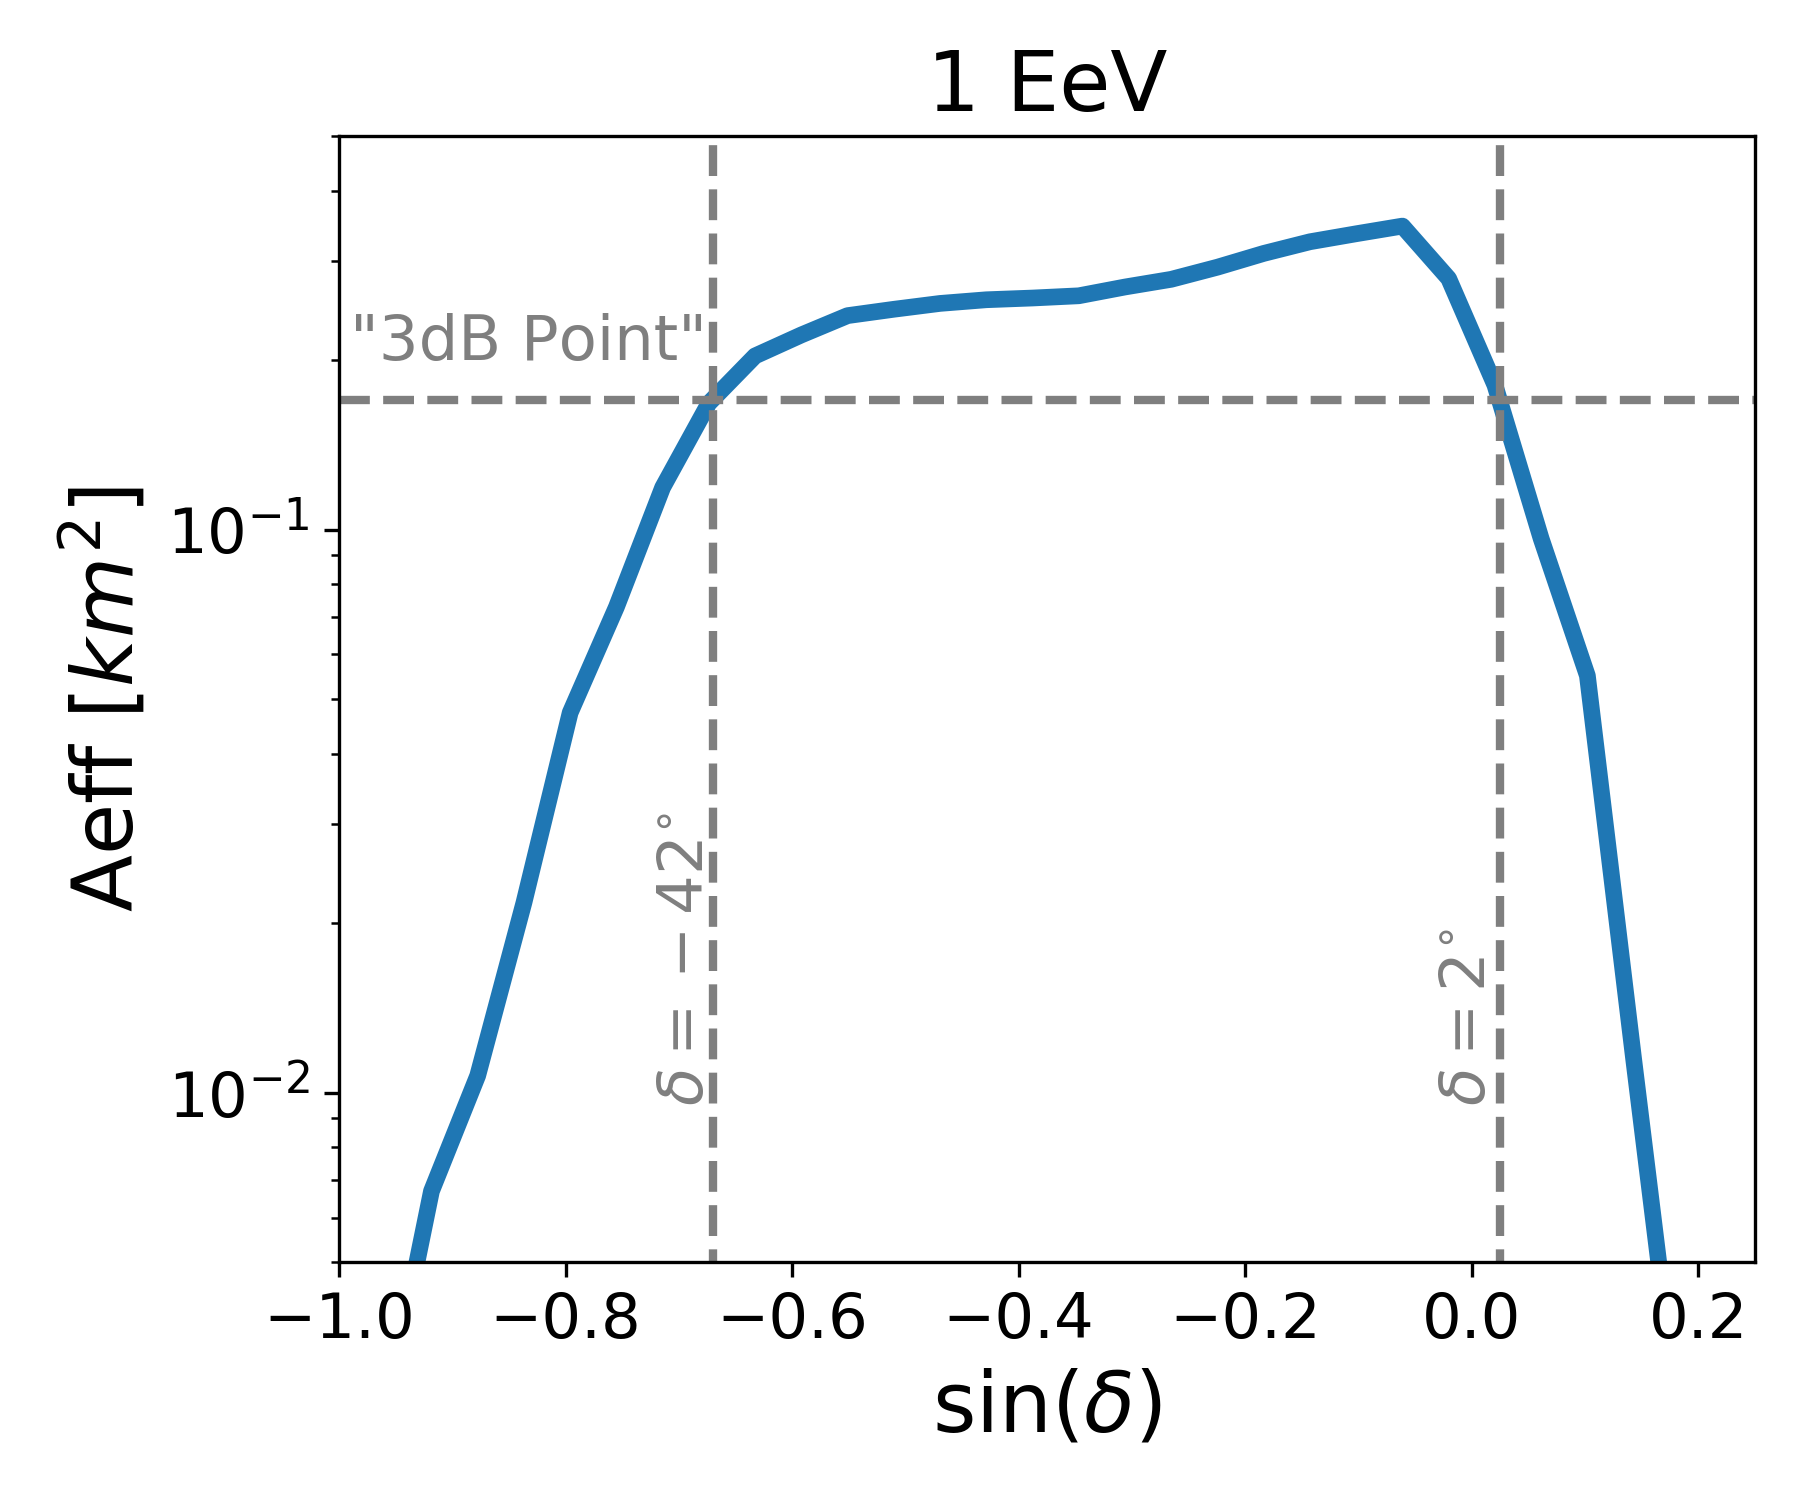 1 EeV
Aeff [km²]
10⁻¹
10⁻²
"3dB Point"
δ = − 42°
δ = 2°
−1.0 −0.8 −0.6 −0.4 −0.2 0.0 0.2
sin(δ)